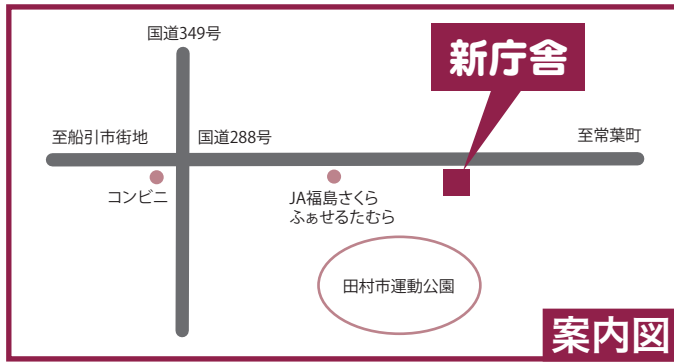 国道349号
新庁舎
至船引市街地
国道288号
至常葉町
コンビニ
JA福島さくら
ふぁせるたむら
田村市運動公園
案内図